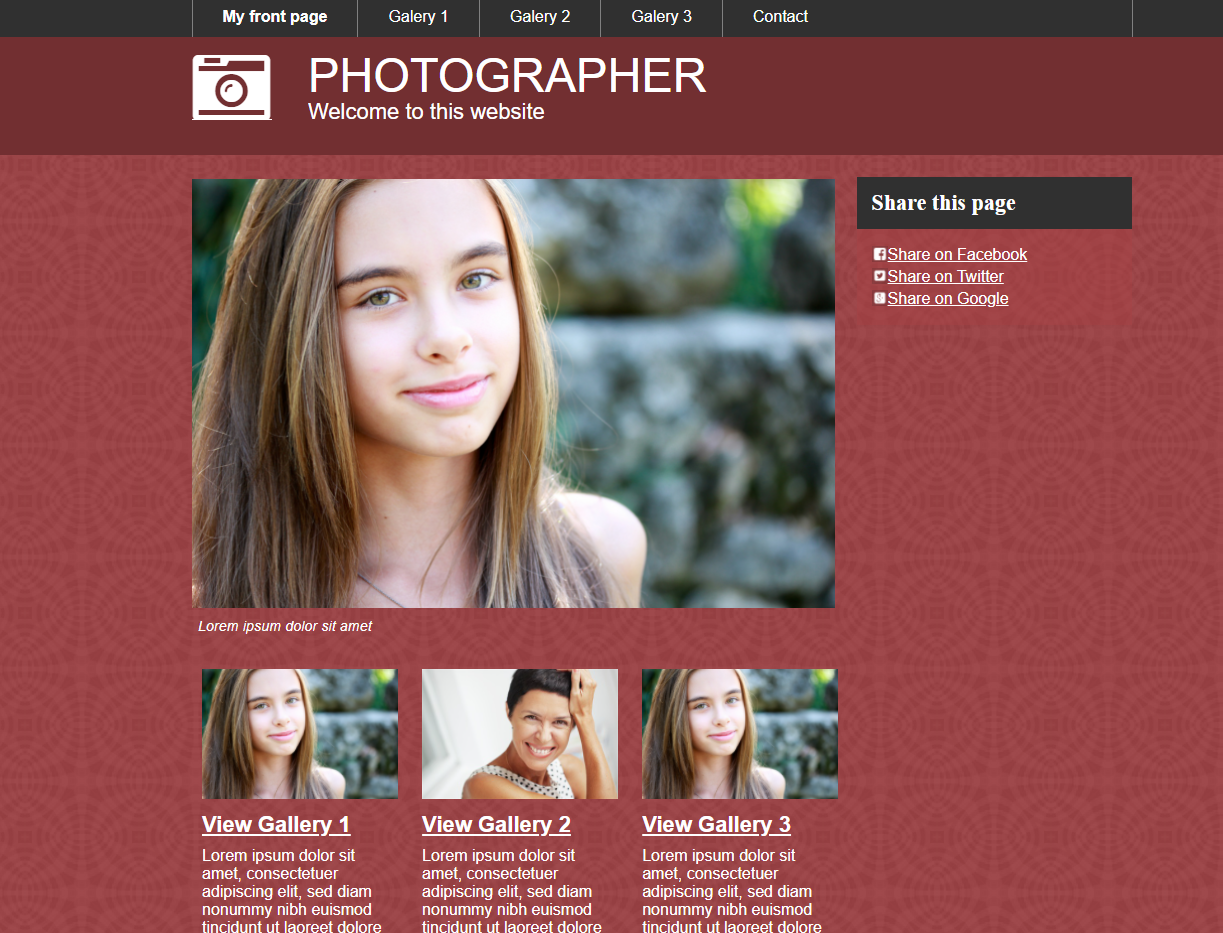 My front page Galery 1 Galery 2 Galery 3 Contact
PHOTOGRAPHER
Welcome to this website
Share this page
Share on Facebook
Share on Twitter
Share on Google
Lorem ipsum dolor sit amet
View Gallery 1
Lorem ipsum dolor sit
amet, consectetuer
adipiscing elit, sed diam
nonummy nibh euismod
tincidunt ut laoreet dolore
View Gallery 2
Lorem ipsum dolor sit
amet, consectetuer
adipiscing elit, sed diam
nonummy nibh euismod
tincidunt ut laoreet dolore
View Gallery 3
Lorem ipsum dolor sit
amet, consectetuer
adipiscing elit, sed diam
nonummy nibh euismod
tincidunt ut laoreet dolore